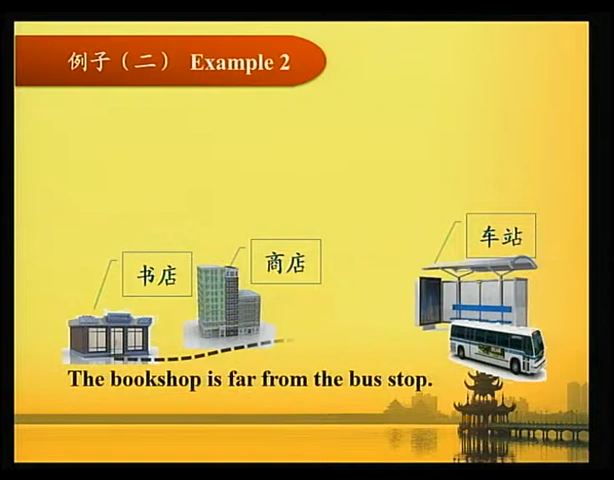 例子（二） Example 2
车站
商店
书店
The bookshop is far from the bus stop.